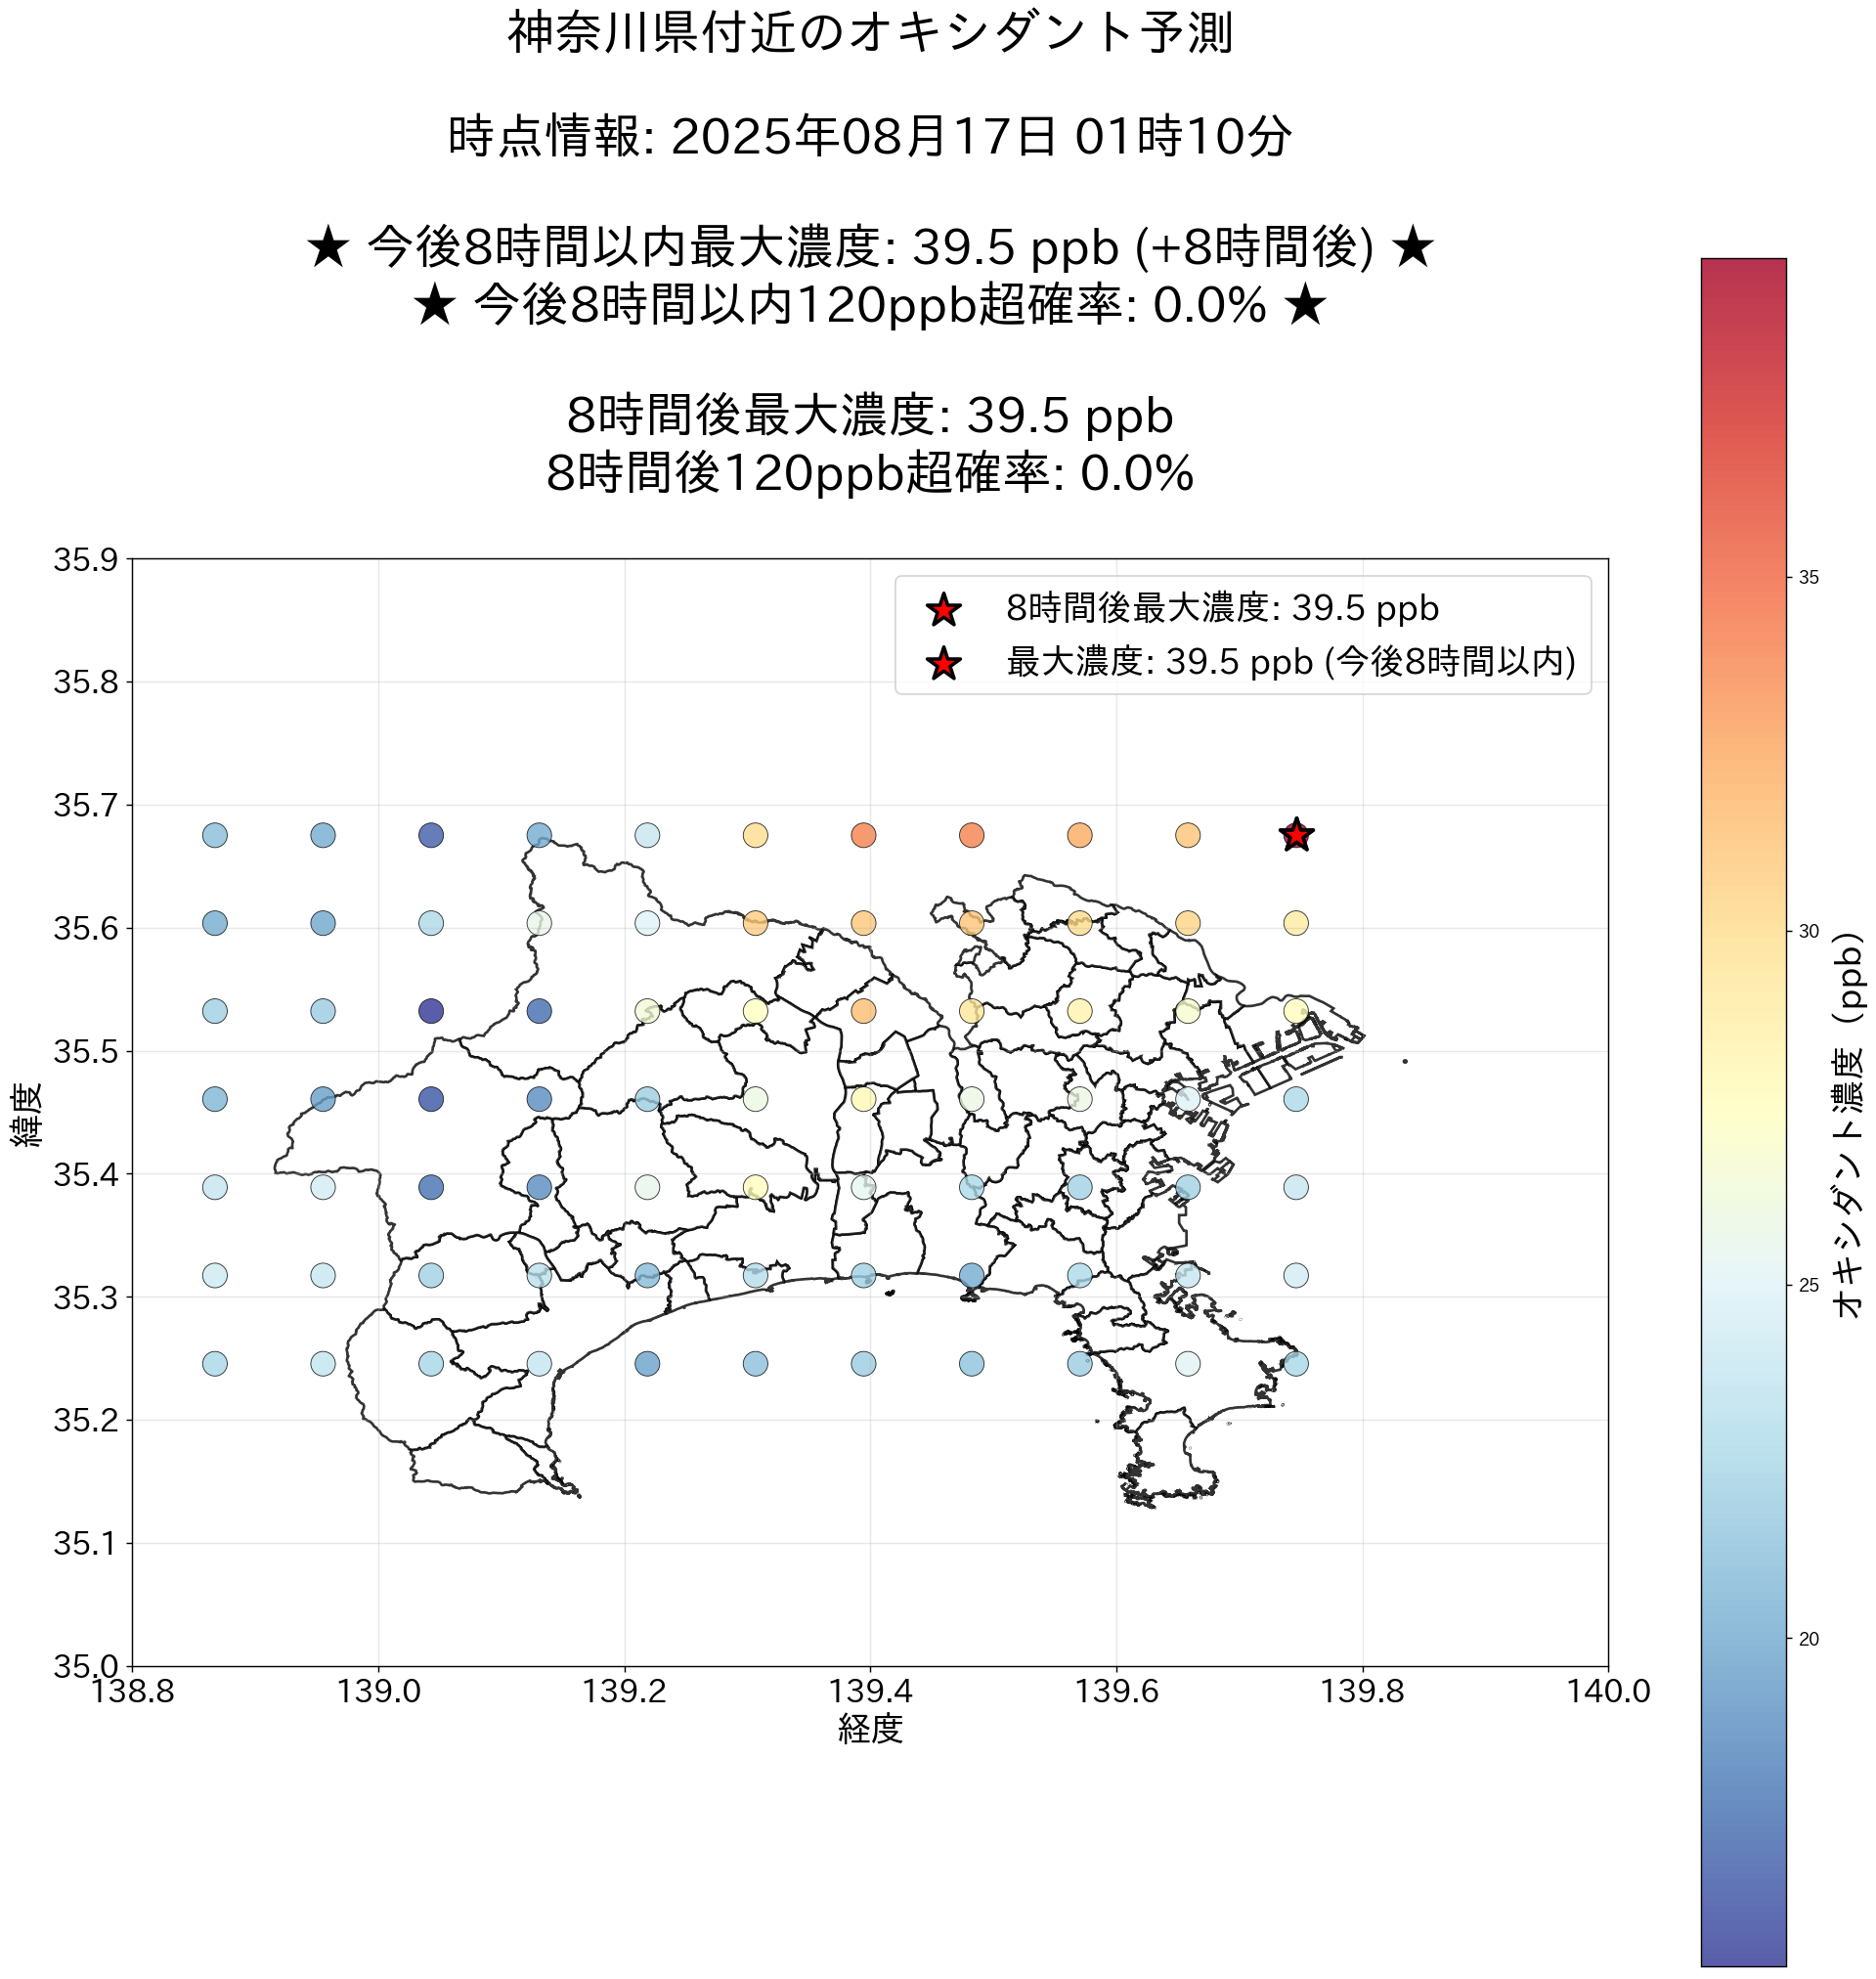 神奈川県付近のオキシダント予測
時点情報: 2025年08月17日 01時10分
★ 今後8時間以内最大濃度: 39.5 ppb (+8時間後) ★
★ 今後8時間以内120ppb超確率: 0.0% ★
8時間後最大濃度: 39.5 ppb
8時間後120ppb超確率: 0.0%
8時間後最大濃度: 39.5 ppb
最大濃度: 39.5 ppb (今後8時間以内)
35.9
35.8
35.7
35.6
35.5
35.4
35.3
35.2
35.1
35.0
緯度
138.8
139.0
139.2
139.4
139.6
139.8
140.0
経度
35
30
25
20
オキシダント濃度 (ppb)